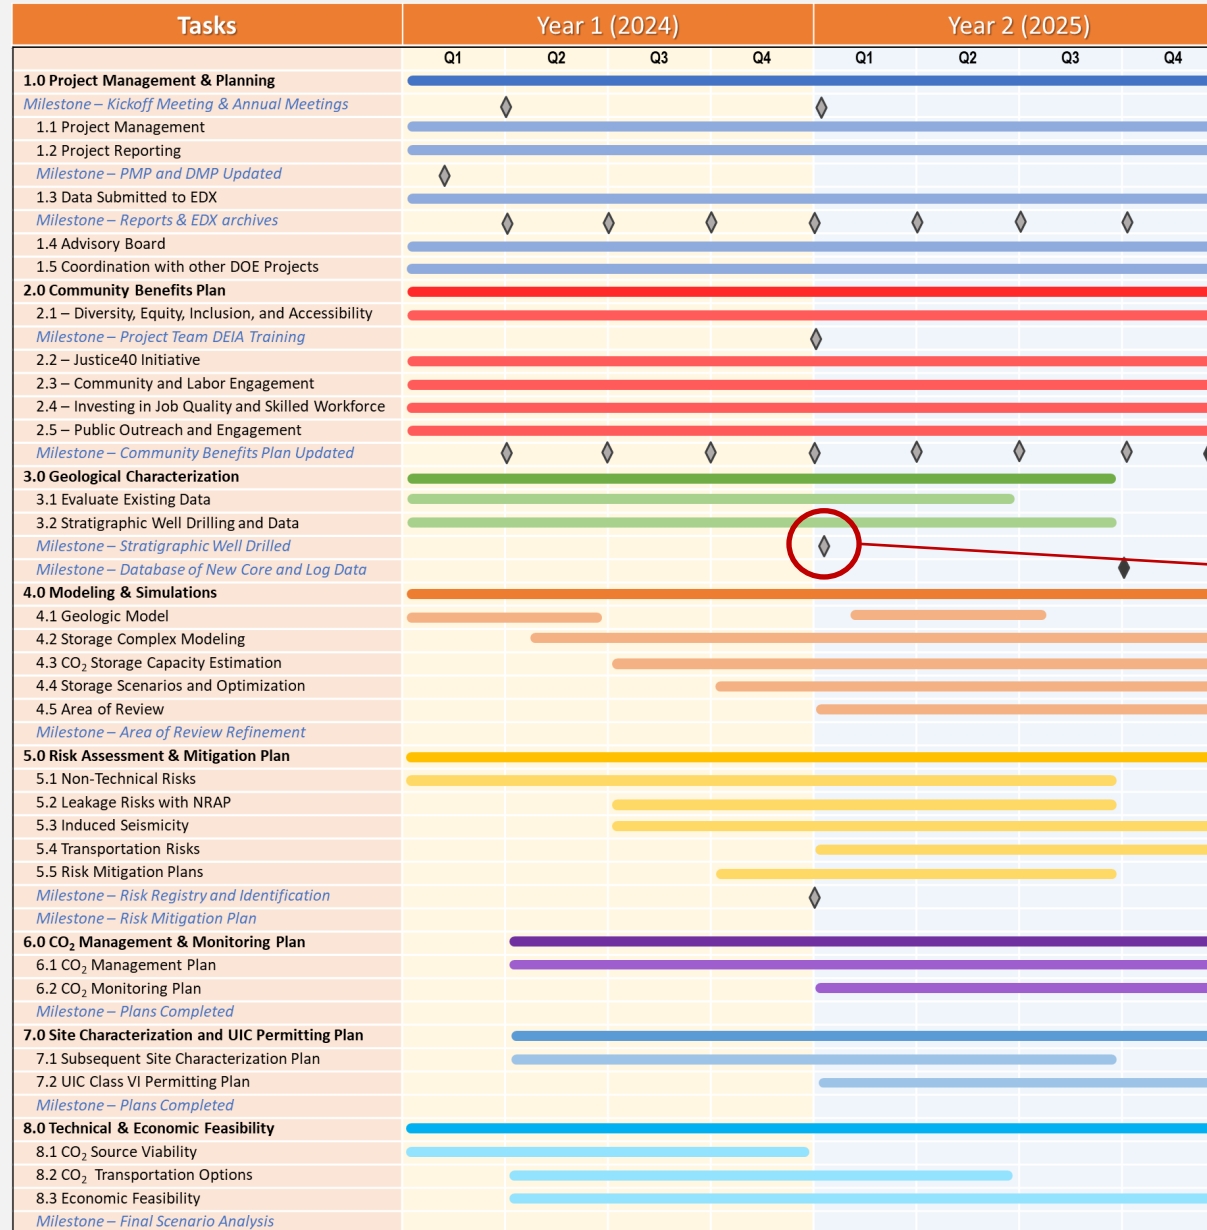 Tasks Year 1 (2024) Year 2 (2025)
Q1 Q2 Q3 Q4 Q1 Q2 Q3 Q4
1.0 Project Management & Planning
Milestone – Kickoff Meeting & Annual Meetings
1.1 Project Management
1.2 Project Reporting
Milestone – PMP and DMP Updated
1.3 Data Submitted to EDX
Milestone – Reports & EDX archives
1.4 Advisory Board
1.5 Coordination with other DOE Projects
2.0 Community Benefits Plan
2.1 – Diversity, Equity, Inclusion, and Accessibility
Milestone – Project Team DEIA Training
2.2 – Justice40 Initiative
2.3 – Community and Labor Engagement
2.4 – Investing in Job Quality and Skilled Workforce
2.5 – Public Outreach and Engagement
Milestone – Community Benefits Plan Updated
3.0 Geological Characterization
3.1 Evaluate Existing Data
3.2 Stratigraphic Well Drilling and Data
Milestone – Stratigraphic Well Drilled
Milestone – Database of New Core and Log Data
4.0 Modeling & Simulations
4.1 Geologic Model
4.2 Storage Complex Modeling
4.3 CO₂ Storage Capacity Estimation
4.4 Storage Scenarios and Optimization
4.5 Area of Review
Milestone – Area of Review Refinement
5.0 Risk Assessment & Mitigation Plan
5.1 Non-Technical Risks
5.2 Leakage Risks with NRAP
5.3 Induced Seismicity
5.4 Transportation Risks
5.5 Risk Mitigation Plans
Milestone – Risk Registry and Identification
Milestone – Risk Mitigation Plan
6.0 CO₂ Management & Monitoring Plan
6.1 CO₂ Management Plan
6.2 CO₂ Monitoring Plan
Milestone – Plans Completed
7.0 Site Characterization and UIC Permitting Plan
7.1 Subsequent Site Characterization Plan
7.2 UIC Class VI Permitting Plan
Milestone – Plans Completed
8.0 Technical & Economic Feasibility
8.1 CO₂ Source Viability
8.2 CO₂ Transportation Options
8.3 Economic Feasibility
Milestone – Final Scenario Analysis